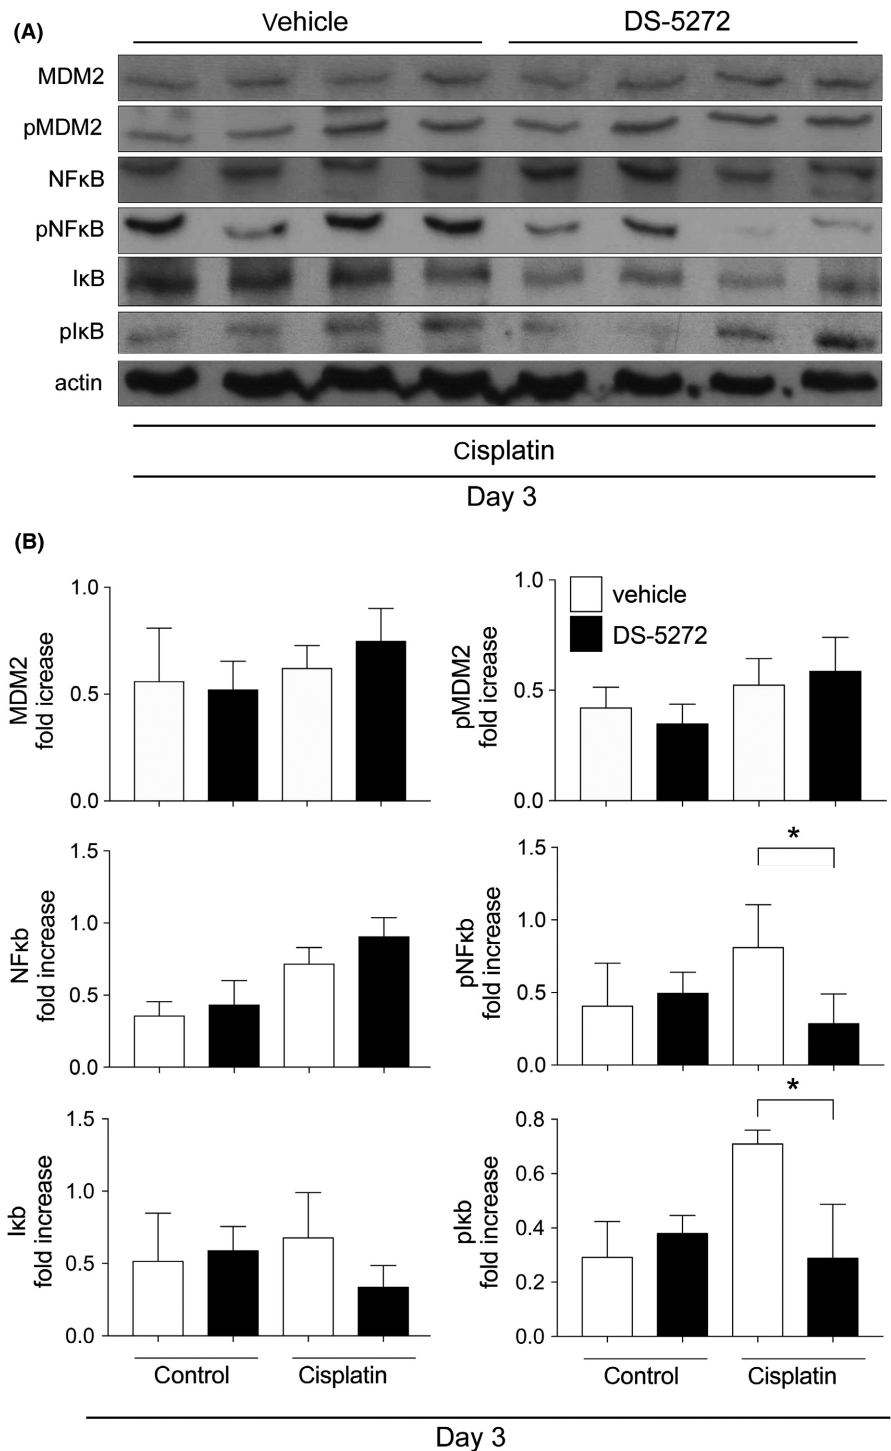 (A)
Vehicle DS-5272
MDM2
pMDM2
NFκB
pNFκB
IκB
pIκB
actin
Cisplatin
Day 3
(B)
MDM2
fold icrease
1.0
0.5
0.0
pMDM2
fold icrease
1.0
0.5
0.0
vehicle
DS-5272
NFκb
fold increase
1.5
1.0
0.5
0.0
pNFκb
fold increase
1.5
1.0
0.5
0.0
*
Iκb
fold increase
1.5
1.0
0.5
0.0
pIκb
fold increase
0.8
0.6
0.4
0.2
0.0
*
Control Cisplatin Control Cisplatin
Day 3